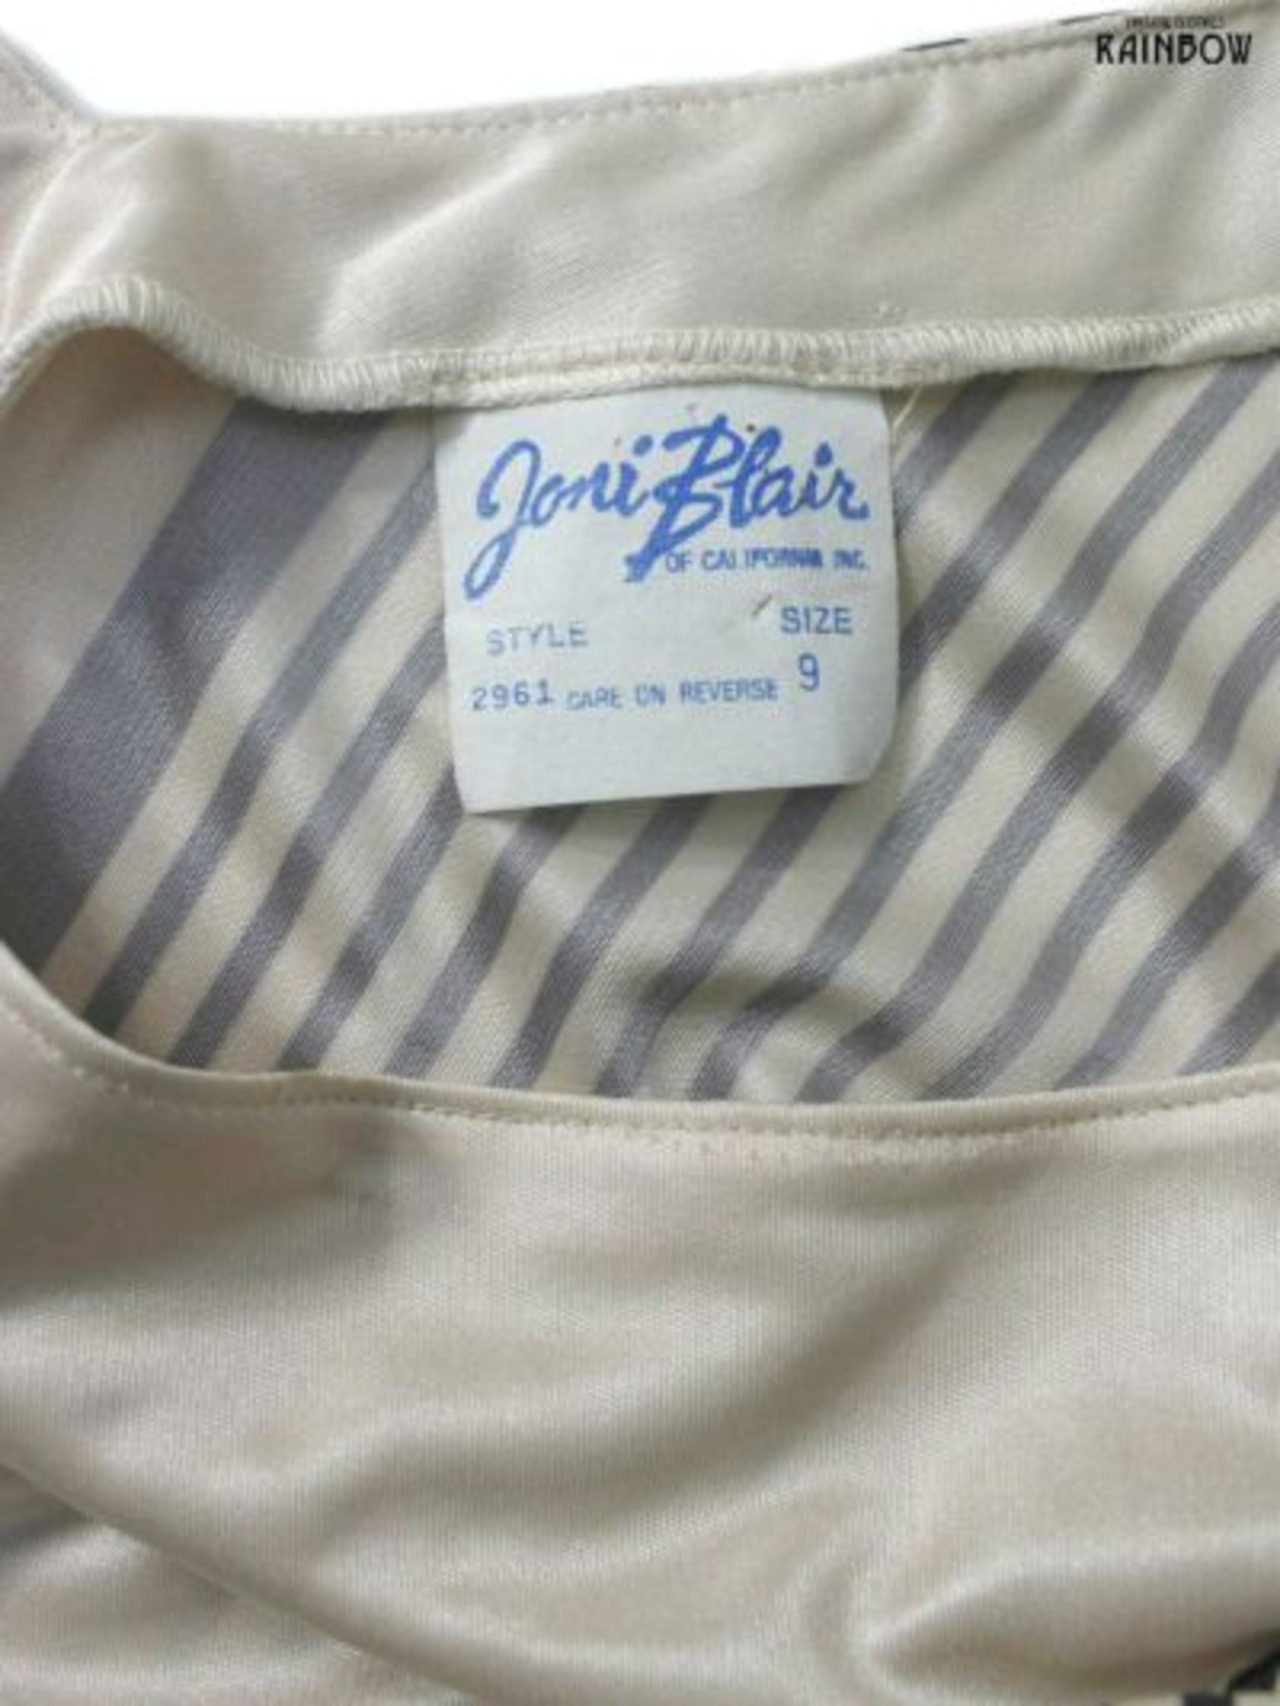 RAINBOW
Joni Blair
OF CALIFORNIA INC.
STYLE SIZE
2961 CARE ON REVERSE 9